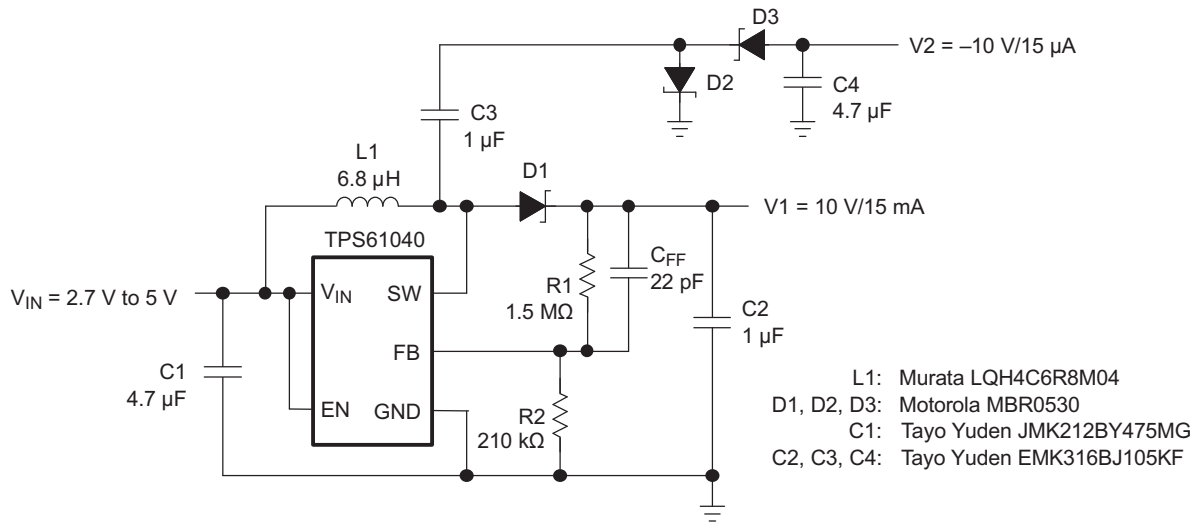 D3
V2 = –10 V/15 µA
D2
C4
4.7 µF
C3
1 µF
L1
6.8 µH
D1
V1 = 10 V/15 mA
TPS61040
VIN = 2.7 V to 5 V
VIN
SW
R1
1.5 MΩ
CFF
22 pF
C2
1 µF
FB
C1
4.7 µF
EN
GND
R2
210 kΩ
L1: Murata LQH4C6R8M04
D1, D2, D3: Motorola MBR0530
C1: Tayo Yuden JMK212BY475MG
C2, C3, C4: Tayo Yuden EMK316BJ105KF